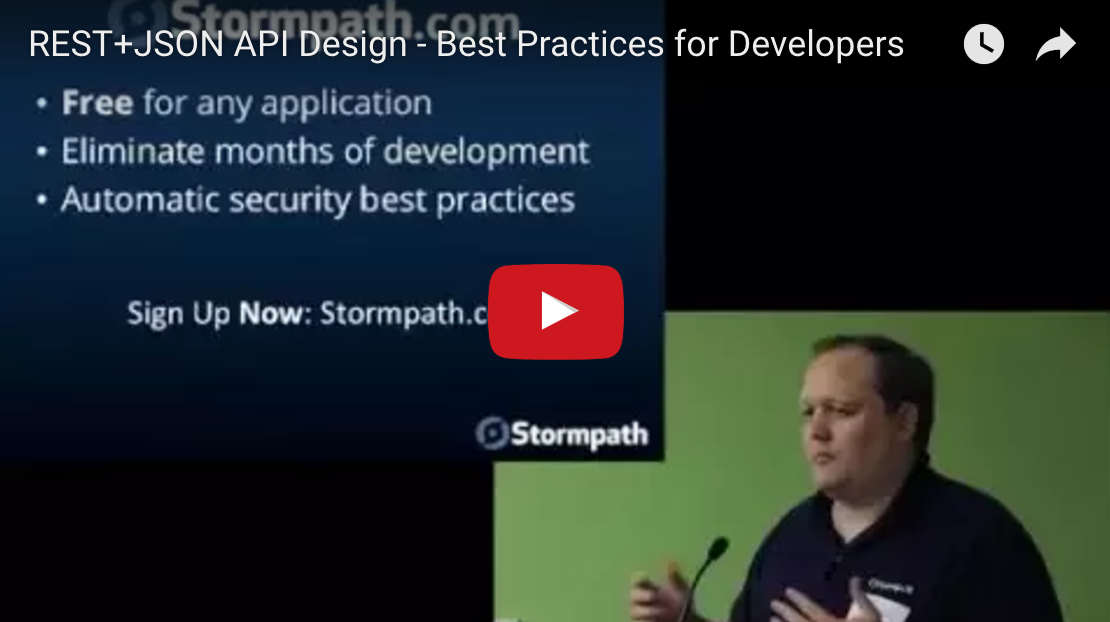 Stormpath.com
REST+JSON API Design - Best Practices for Developers
• Free for any application
• Eliminate months of development
• Automatic security best practices
Sign Up Now: Stormpath.c
Stormpath